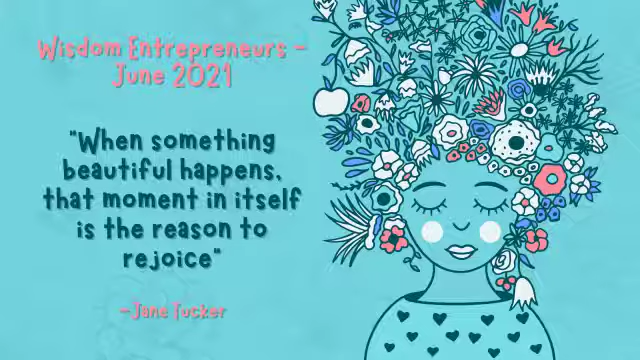 Wisdom Entrepreneurs -
June 2021
"When something
beautiful happens,
that moment in itself
is the reason to
rejoice"
-Jane Tucker